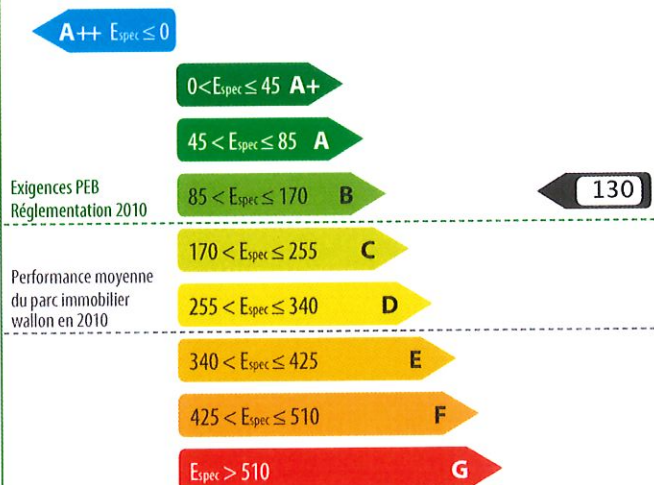 A++ Espec ≤ 0
0<Espec ≤ 45 A+
45 < Espec ≤ 85 A
Exigences PEB
Réglementation 2010
85 < Espec ≤ 170 B
130
170 < Espec ≤ 255 C
Performance moyenne
du parc immobilier
wallon en 2010
255 < Espec ≤ 340 D
340 < Espec ≤ 425 E
425 < Espec ≤ 510 F
Espec > 510 G